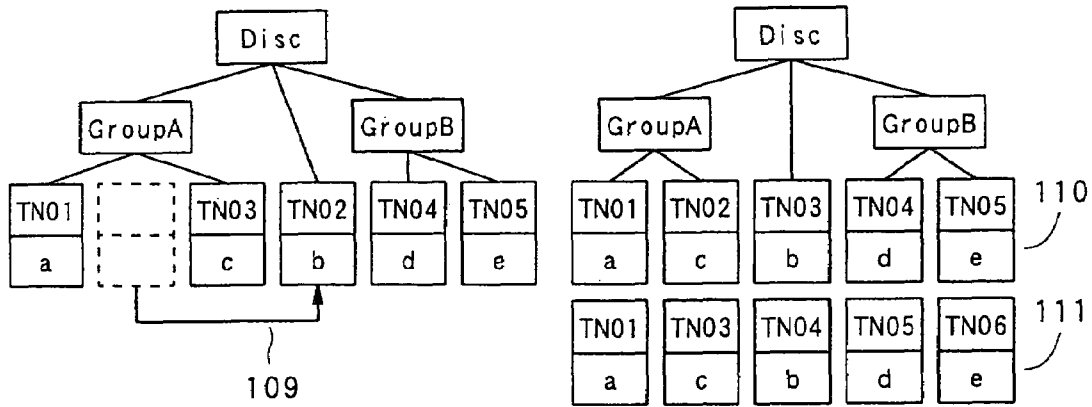 Disc
GroupA GroupB
TN01 TN03 TN02 TN04 TN05
a c b d e
109
Disc
GroupA GroupB
TN01 TN02 TN03 TN04 TN05
a c b d e
110
TN01 TN03 TN04 TN05 TN06
a c b d e
111